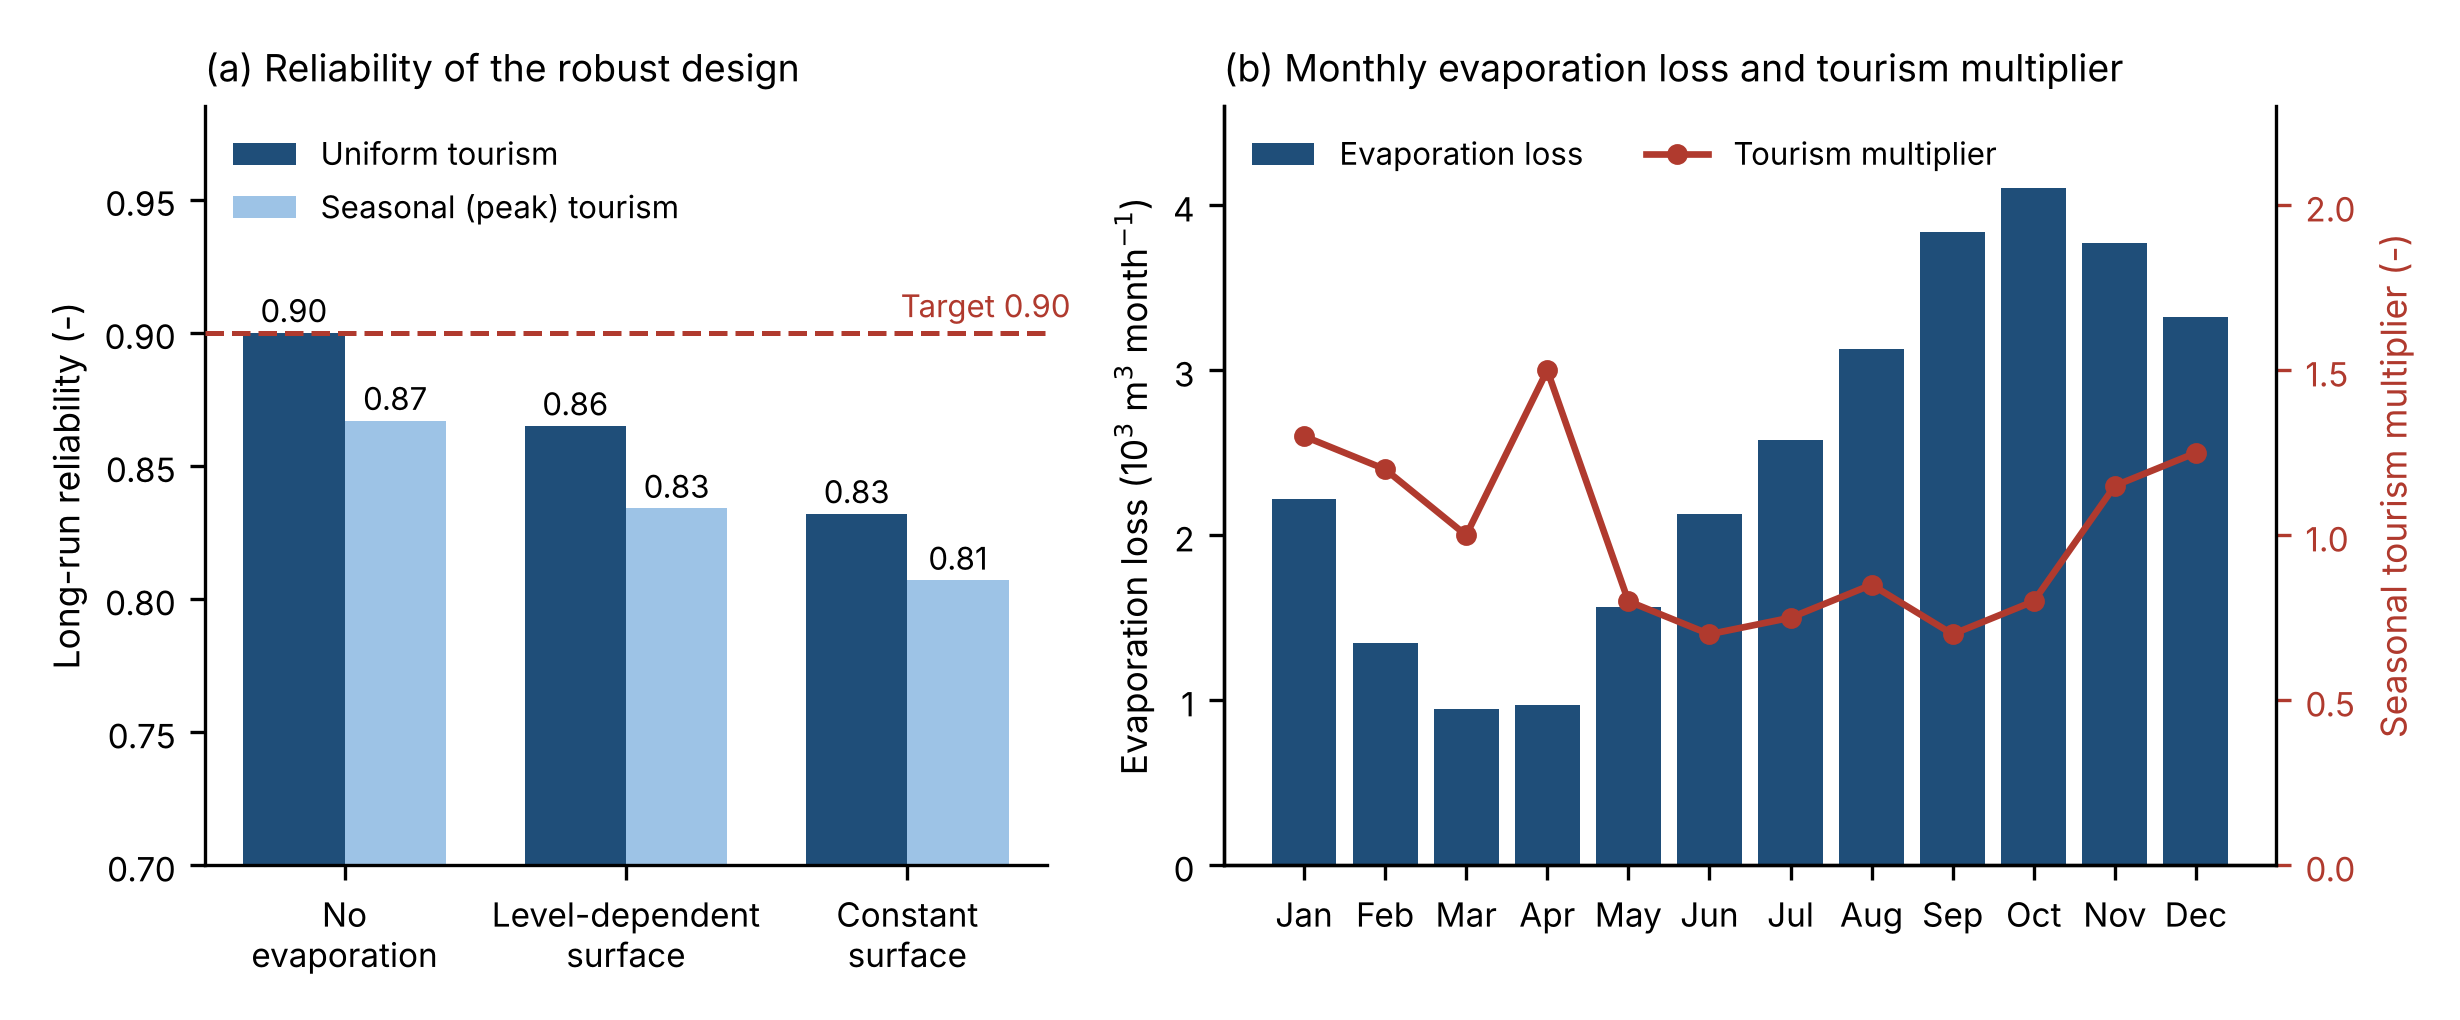 (a) Reliability of the robust design
Uniform tourism
Seasonal (peak) tourism
Target 0.90
Long-run reliability (-)
0.95
0.90
0.85
0.80
0.75
0.70
0.90
0.87
0.86
0.83
0.83
0.81
No
evaporation
Level-dependent
surface
Constant
surface
(b) Monthly evaporation loss and tourism multiplier
Evaporation loss
Tourism multiplier
Evaporation loss (10³ m³ month⁻¹)
4
3
2
1
0
Seasonal tourism multiplier (-)
2.0
1.5
1.0
0.5
0.0
Jan Feb Mar Apr May Jun Jul Aug Sep Oct Nov Dec